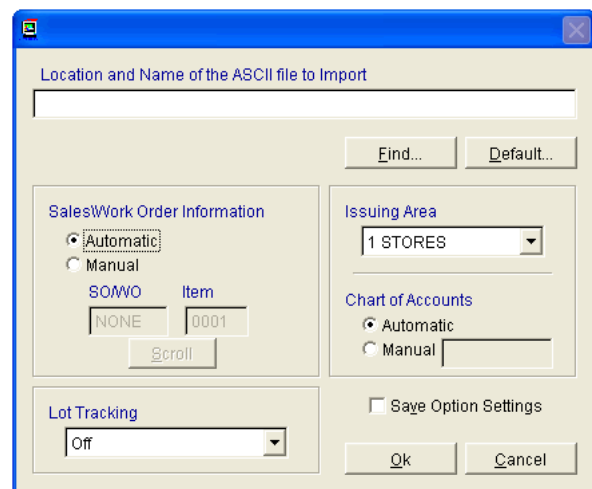 Location and Name of the ASCII file to Import
Find...
Default...
SalesWork Order Information
Automatic
Manual
SO/WO Item
NONE 0001
Scroll
Issuing Area
1 STORES
Chart of Accounts
Automatic
Manual
Lot Tracking
Off
Save Option Settings
Ok
Cancel